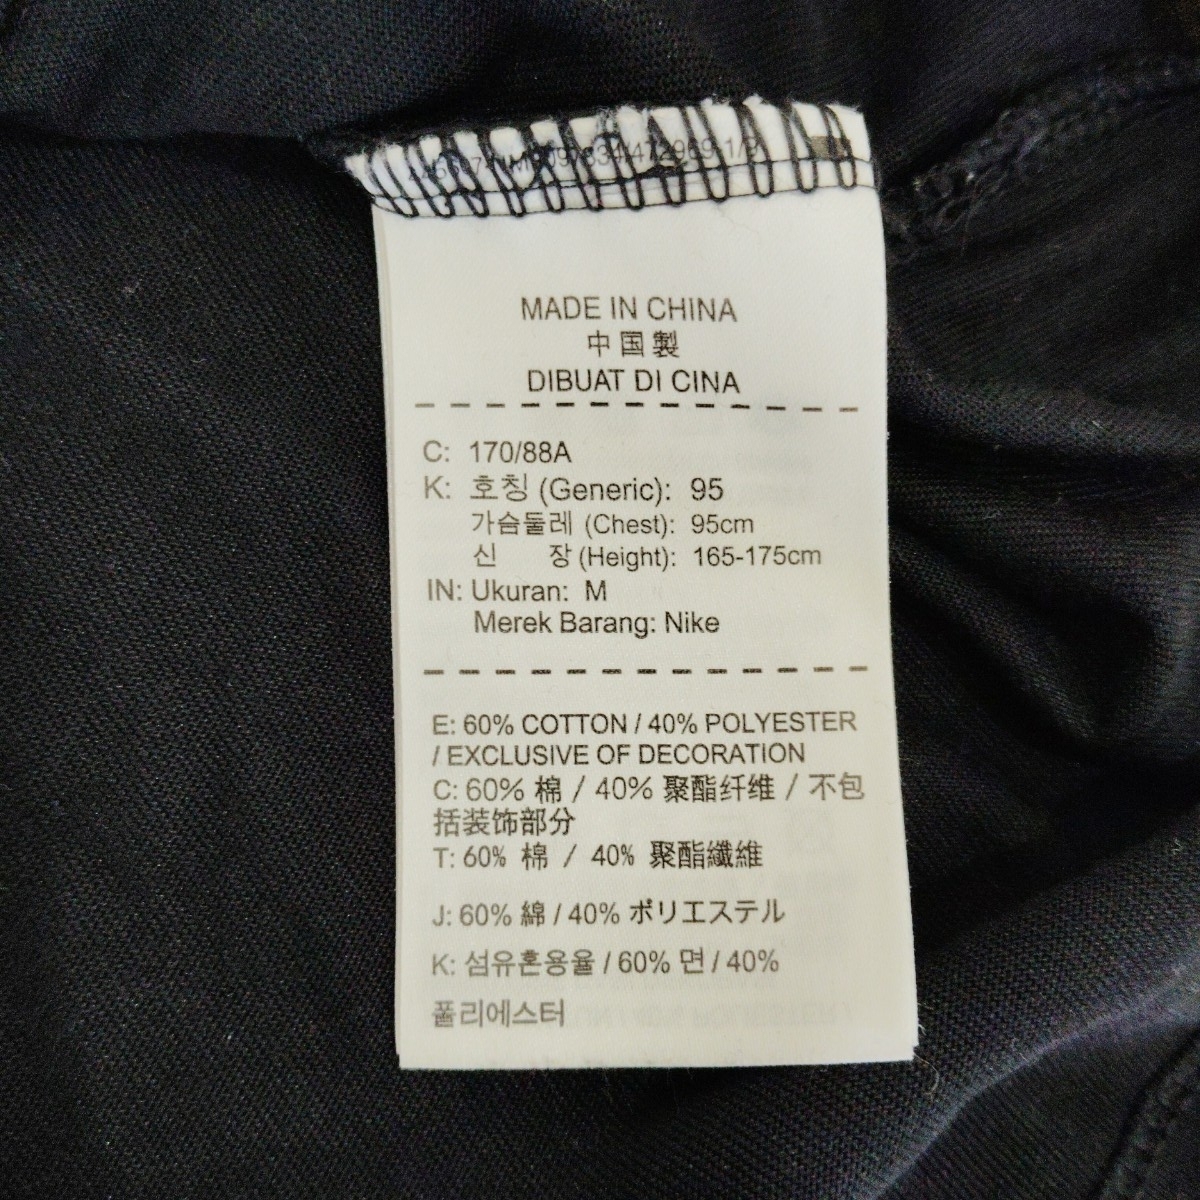 MADE IN CHINA
中国製
DIBUAT DI CINA
C: 170/88A
K: 호칭 (Generic): 95
가슴둘레 (Chest): 95cm
신 장 (Height): 165-175cm
IN: Ukuran: M
Merek Barang: Nike
E: 60% COTTON / 40% POLYESTER
/ EXCLUSIVE OF DECORATION
C: 60% 棉 / 40% 聚酯纤维 / 不包
括装饰部分
T: 60% 棉 / 40% 聚酯纖維
J: 60% 綿 / 40% ポリエステル
K: 섬유혼용율 / 60% 면 / 40%
폴리에스터